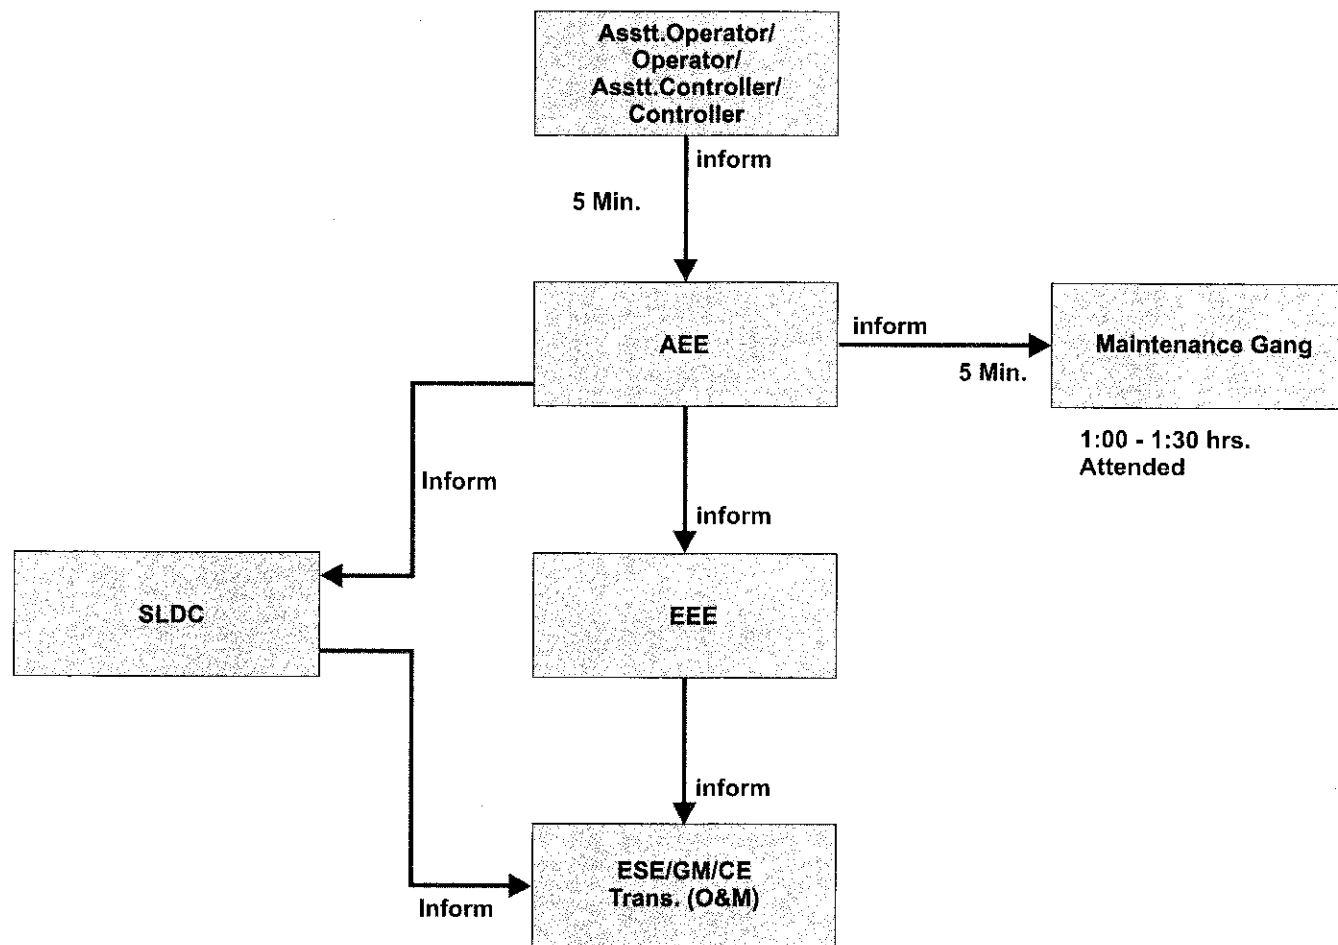 Asstt.Operator/
Operator/
Asstt.Controller/
Controller
inform
5 Min.
AEE
inform
5 Min.
Maintenance Gang
1:00 - 1:30 hrs.
Attended
Inform
inform
SLDC
EEE
inform
ESE/GM/CE
Trans. (O&M)
Inform